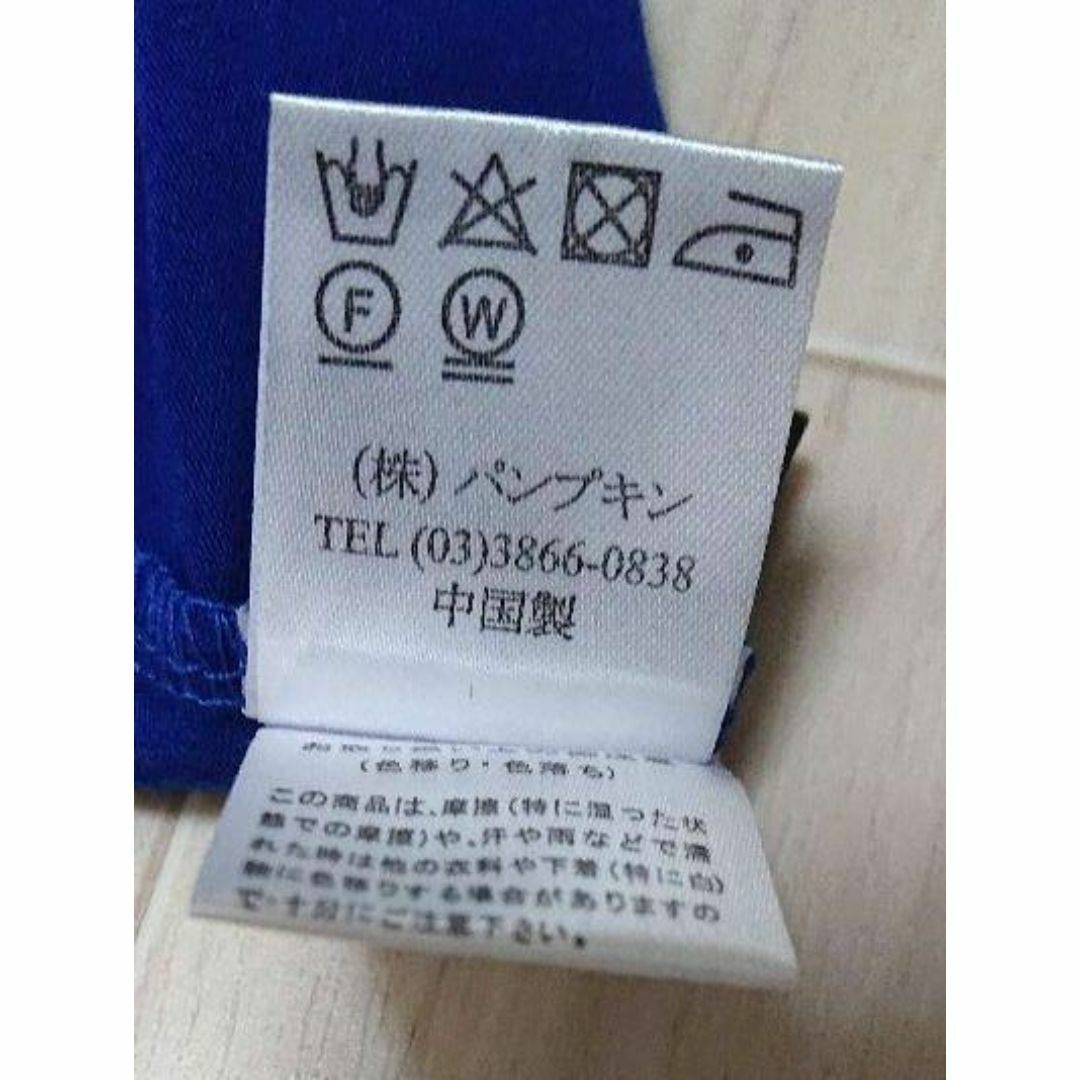 F W
(株) パンプキン
TEL (03)3866-0838
中国製
(色移り・色落ち)
この商品は、摩擦(特に湿った状
態での摩擦)や、汗や雨などで濡
れた時は他の衣料や下着(特に白)
醜に色移りする場合がありますの
で、十分にご注意下さい。